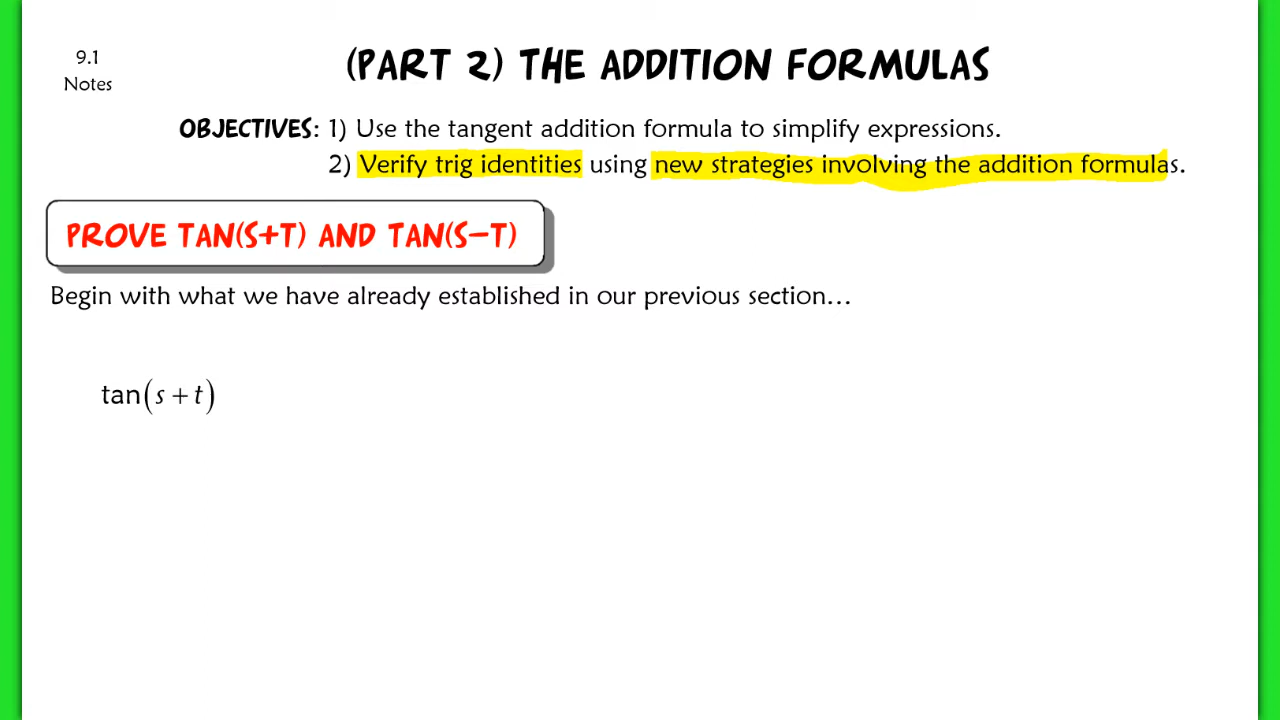 9.1
Notes
(PART 2) THE ADDITION FORMULAS
OBJECTIVES: 1) Use the tangent addition formula to simplify expressions.
2) Verify trig identities using new strategies involving the addition formulas.
PROVE TAN(S+T) AND TAN(S−T)
Begin with what we have already established in our previous section…
tan(s + t)